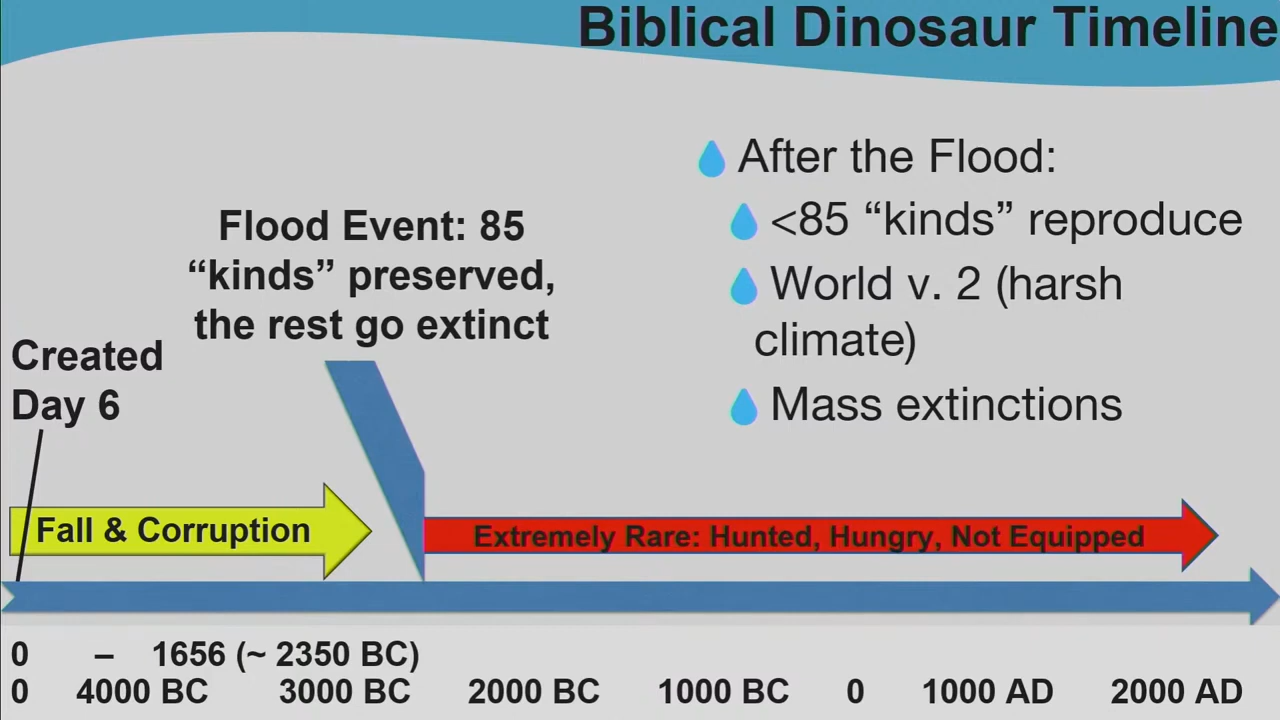 Biblical Dinosaur Timeline
After the Flood:
<85 “kinds” reproduce
World v. 2 (harsh
climate)
Mass extinctions
Flood Event: 85
“kinds” preserved,
the rest go extinct
Created
Day 6
Fall & Corruption
Extremely Rare: Hunted, Hungry, Not Equipped
0 – 1656 (~ 2350 BC)
0 4000 BC 3000 BC 2000 BC 1000 BC 0 1000 AD 2000 AD